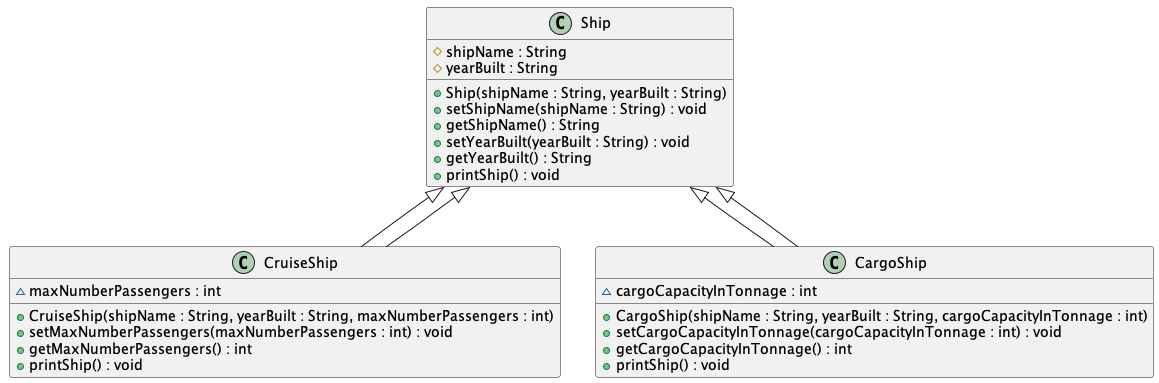 C Ship
shipName : String
yearBuilt : String
Ship(shipName : String, yearBuilt : String)
setShipName(shipName : String) : void
getShipName() : String
setYearBuilt(yearBuilt : String) : void
getYearBuilt() : String
printShip() : void
C CruiseShip
maxNumberPassengers : int
CruiseShip(shipName : String, yearBuilt : String, maxNumberPassengers : int)
setMaxNumberPassengers(maxNumberPassengers : int) : void
getMaxNumberPassengers() : int
printShip() : void
C CargoShip
cargoCapacityInTonnage : int
CargoShip(shipName : String, yearBuilt : String, cargoCapacityInTonnage : int)
setCargoCapacityInTonnage(cargoCapacityInTonnage : int) : void
getCargoCapacityInTonnage() : int
printShip() : void